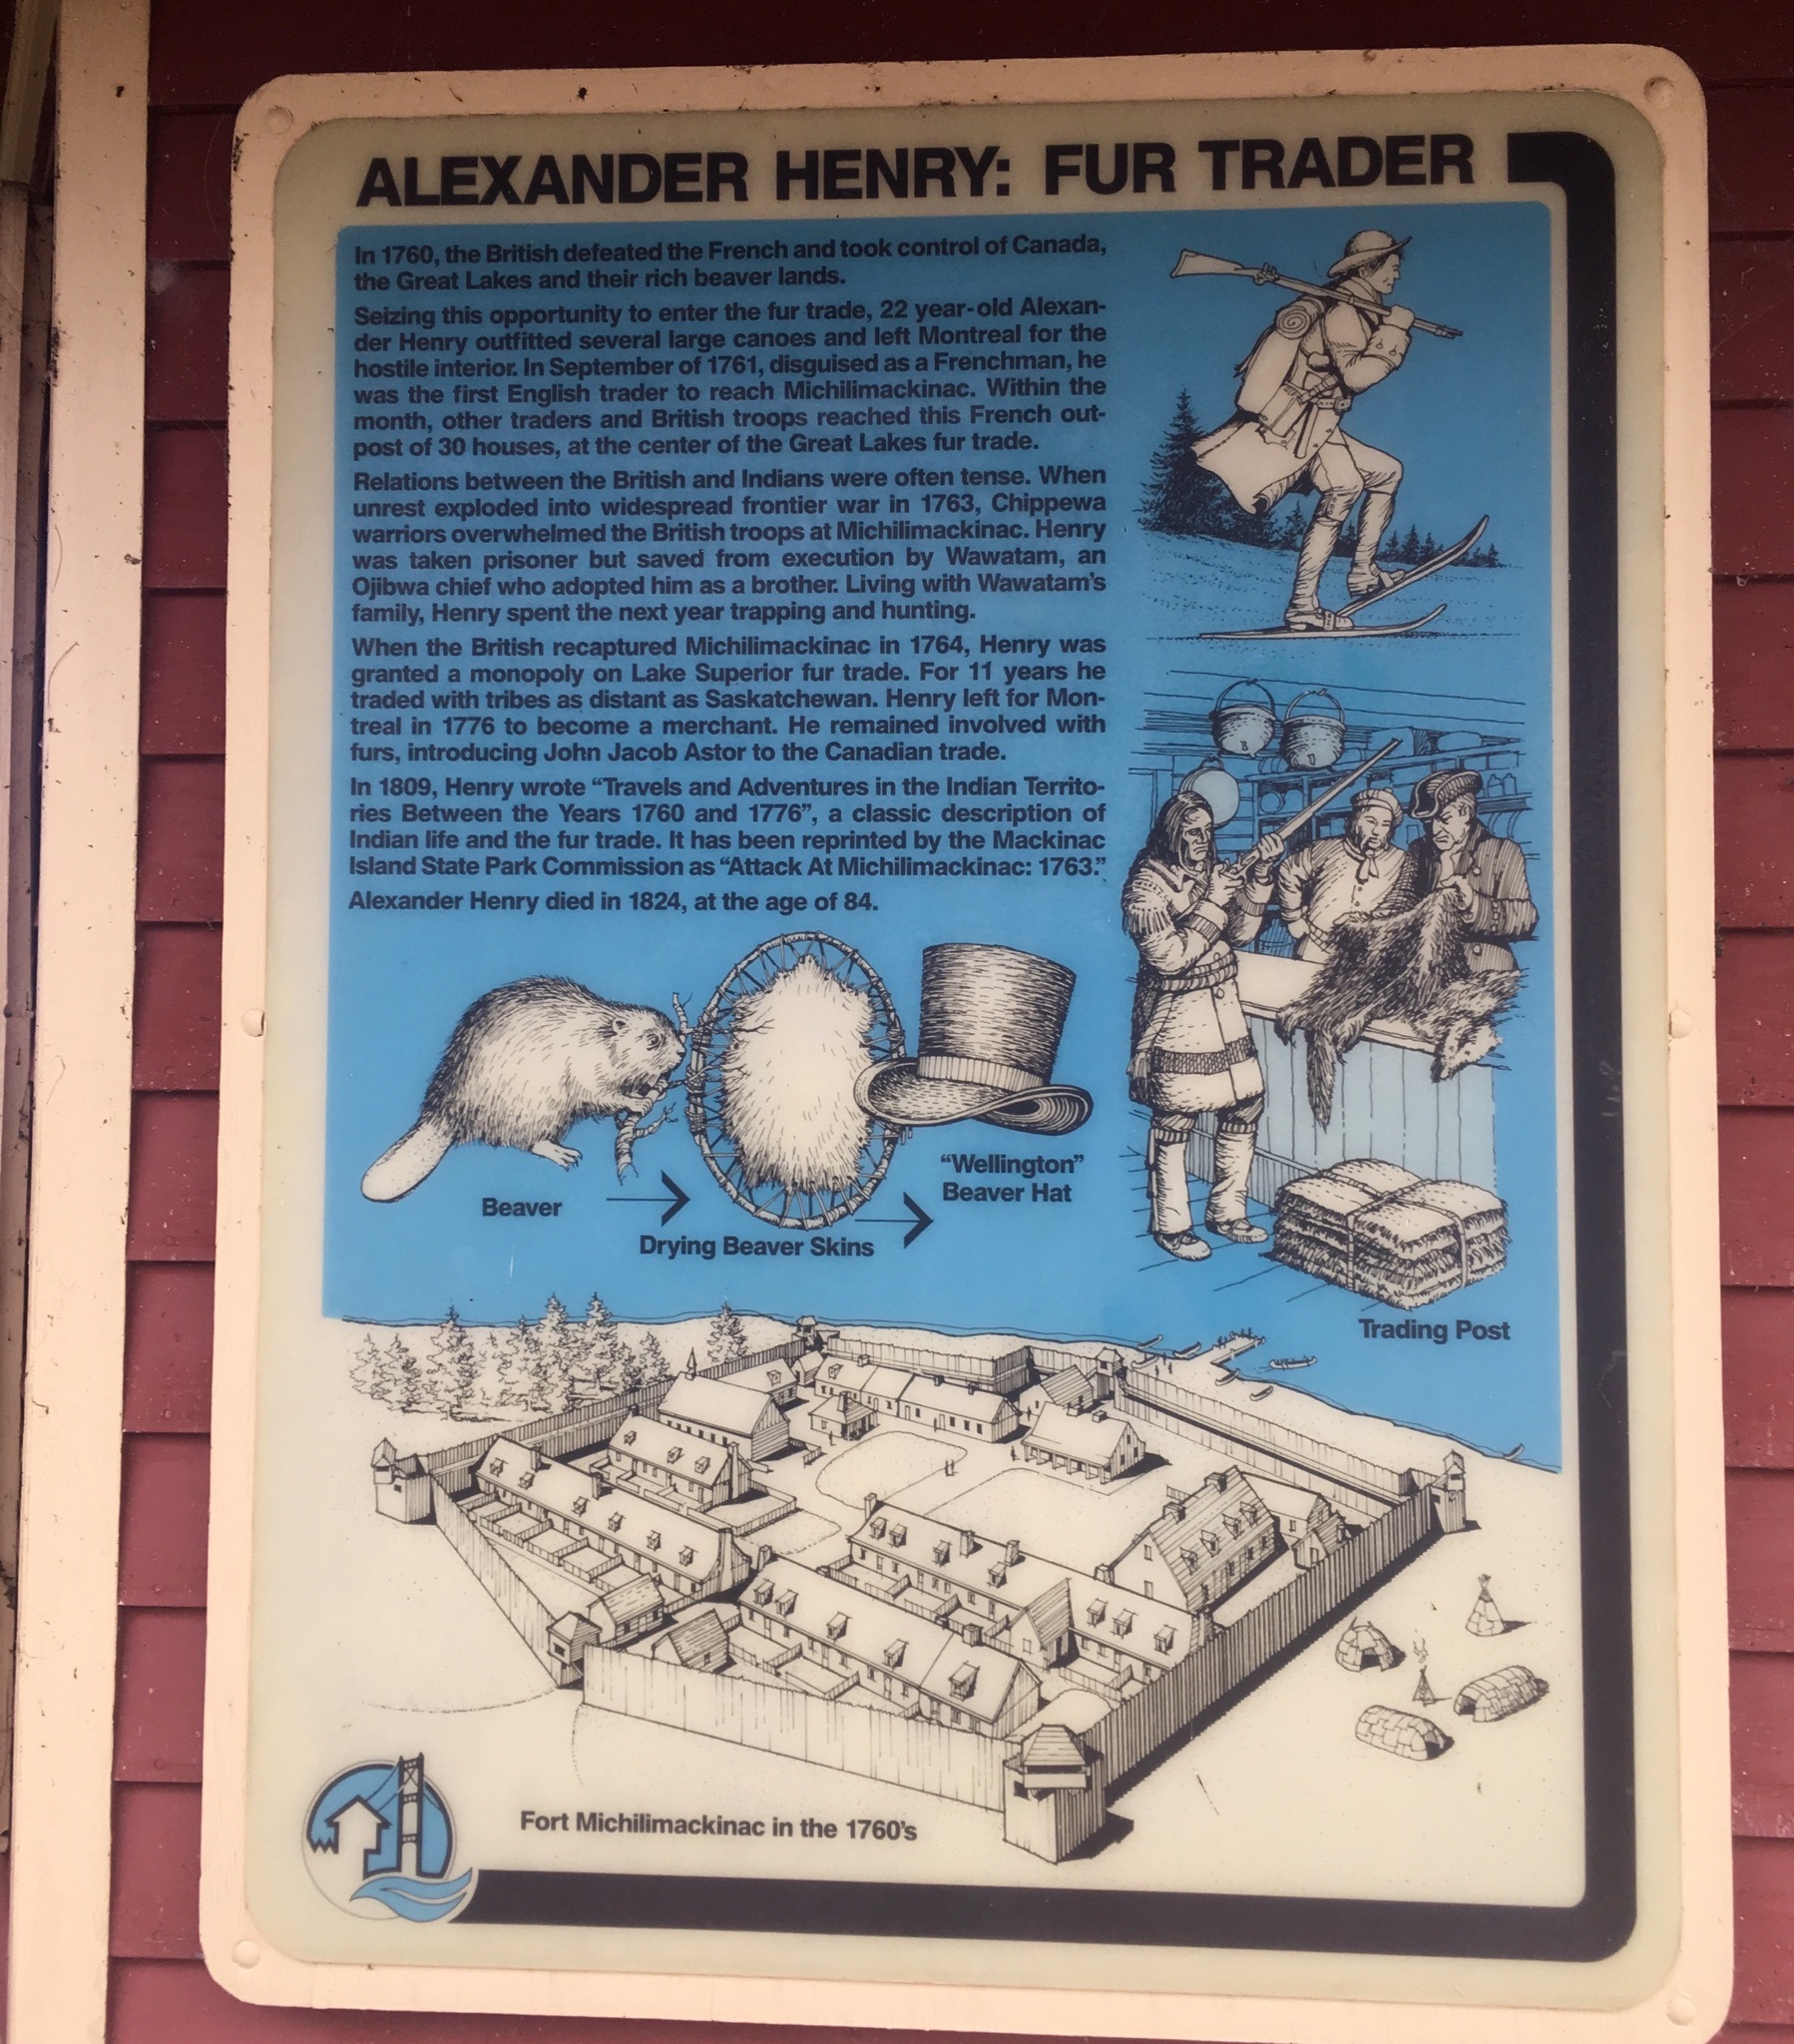 ALEXANDER HENRY: FUR TRADER
In 1760, the British defeated the French and took control of Canada,
the Great Lakes and their rich beaver lands.
Seizing this opportunity to enter the fur trade, 22 year-old Alexan-
der Henry outfitted several large canoes and left Montreal for the
hostile interior. In September of 1761, disguised as a Frenchman, he
was the first English trader to reach Michilimackinac. Within the
month, other traders and British troops reached this French out-
post of 30 houses, at the center of the Great Lakes fur trade.
Relations between the British and Indians were often tense. When
unrest exploded into widespread frontier war in 1763, Chippewa
warriors overwhelmed the British troops at Michilimackinac. Henry
was taken prisoner but saved from execution by Wawatam, an
Ojibwa chief who adopted him as a brother. Living with Wawatam's
family, Henry spent the next year trapping and hunting.
When the British recaptured Michilimackinac in 1764, Henry was
granted a monopoly on Lake Superior fur trade. For 11 years he
traded with tribes as distant as Saskatchewan. Henry left for Mon-
treal in 1776 to become a merchant. He remained involved with
furs, introducing John Jacob Astor to the Canadian trade.
In 1809, Henry wrote “Travels and Adventures in the Indian Territo-
ries Between the Years 1760 and 1776”, a classic description of
Indian life and the fur trade. It has been reprinted by the Mackinac
Island State Park Commission as “Attack At Michilimackinac: 1763.”
Alexander Henry died in 1824, at the age of 84.
Beaver
Drying Beaver Skins
“Wellington”
Beaver Hat
Trading Post
Fort Michilimackinac in the 1760's